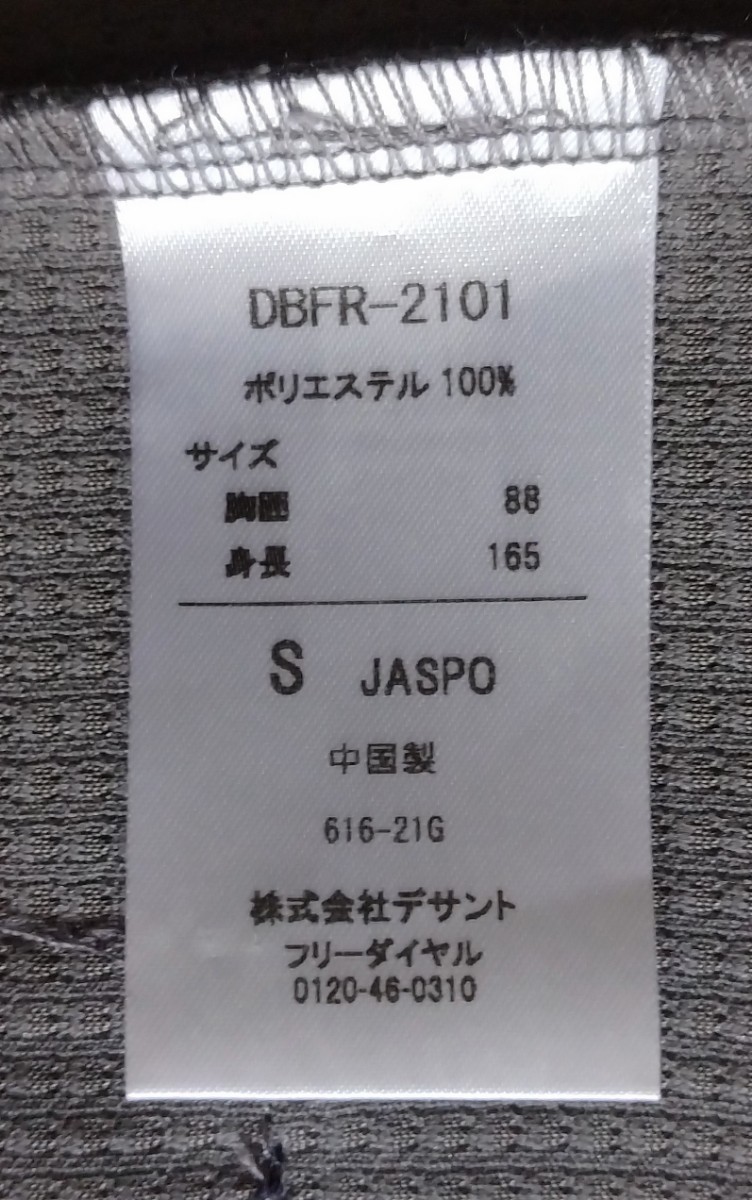 DBFR-2101
ポリエステル 100%
サイズ
胸囲 88
身長 165
S JASPO
中国製
616-21G
株式会社デサント
フリーダイヤル
0120-46-0310